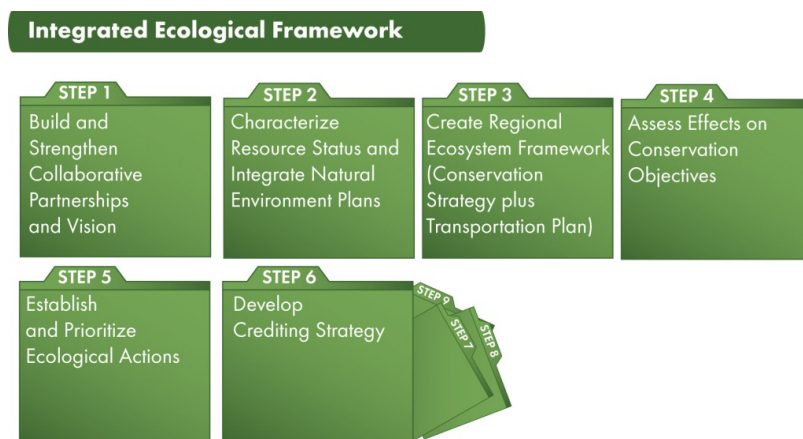 Integrated Ecological Framework
STEP 1
Build and
Strengthen
Collaborative
Partnerships
and Vision
STEP 2
Characterize
Resource Status and
Integrate Natural
Environment Plans
STEP 3
Create Regional
Ecosystem Framework
(Conservation
Strategy plus
Transportation Plan)
STEP 4
Assess Effects on
Conservation
Objectives
STEP 5
Establish
and Prioritize
Ecological Actions
STEP 6
Develop
Crediting Strategy
STEP 9
STEP 7
STEP 8